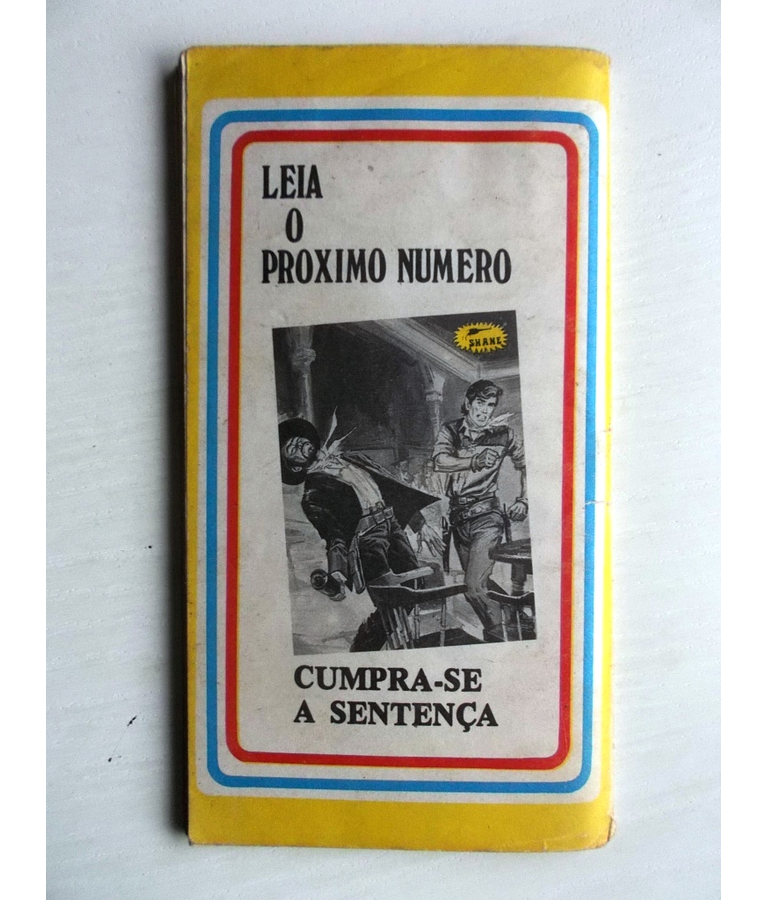 LEIA
O
PROXIMO NUMERO
SHANE
CUMPRA-SE
A SENTENÇA